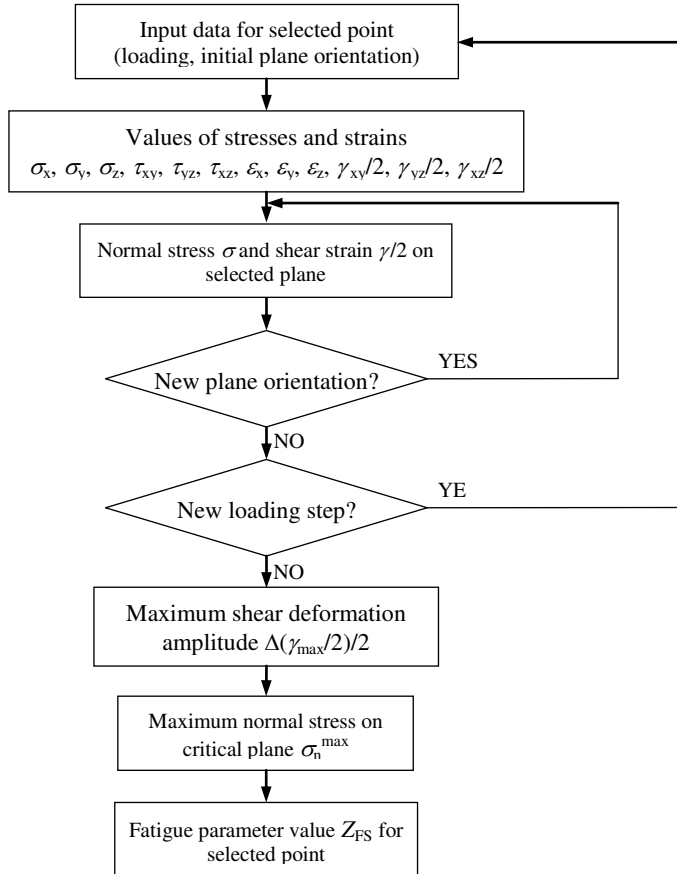 Input data for selected point
(loading, initial plane orientation)
Values of stresses and strains
σx, σy, σz, τxy, τyz, τxz, εx, εy, εz, γxy/2, γyz/2, γxz/2
Normal stress σ and shear strain γ/2 on
selected plane
New plane orientation?
YES
NO
New loading step?
YE
NO
Maximum shear deformation
amplitude Δ(γmax/2)/2
Maximum normal stress on
critical plane σn^max
Fatigue parameter value ZFS for
selected point